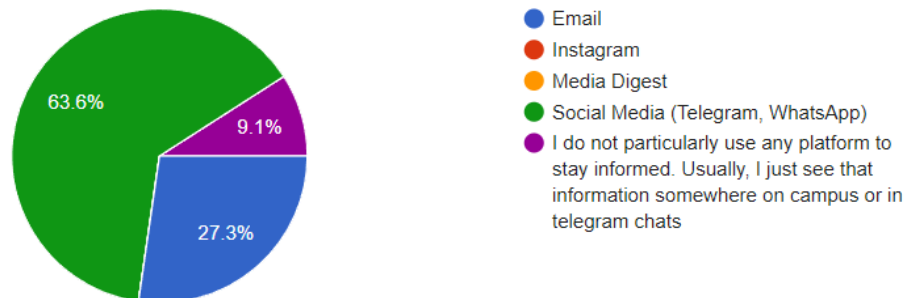 63.6%
9.1%
27.3%
Email
Instagram
Media Digest
Social Media (Telegram, WhatsApp)
I do not particularly use any platform to
stay informed. Usually, I just see that
information somewhere on campus or in
telegram chats